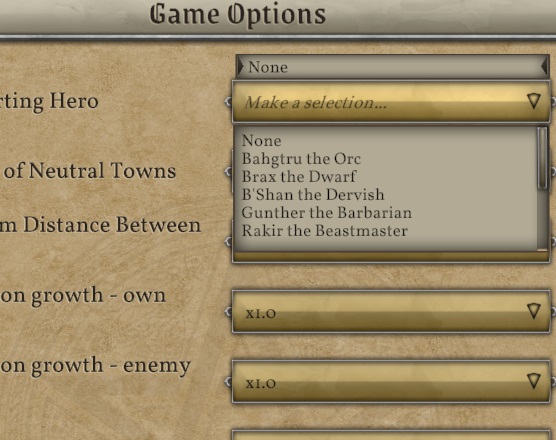 Game Options
None
rting Hero
Make a selection...
None
Bahgtru the Orc
Brax the Dwarf
B'Shan the Dervish
Gunther the Barbarian
Rakir the Beastmaster
of Neutral Towns
m Distance Between
on growth - own
x1.0
on growth - enemy
x1.0